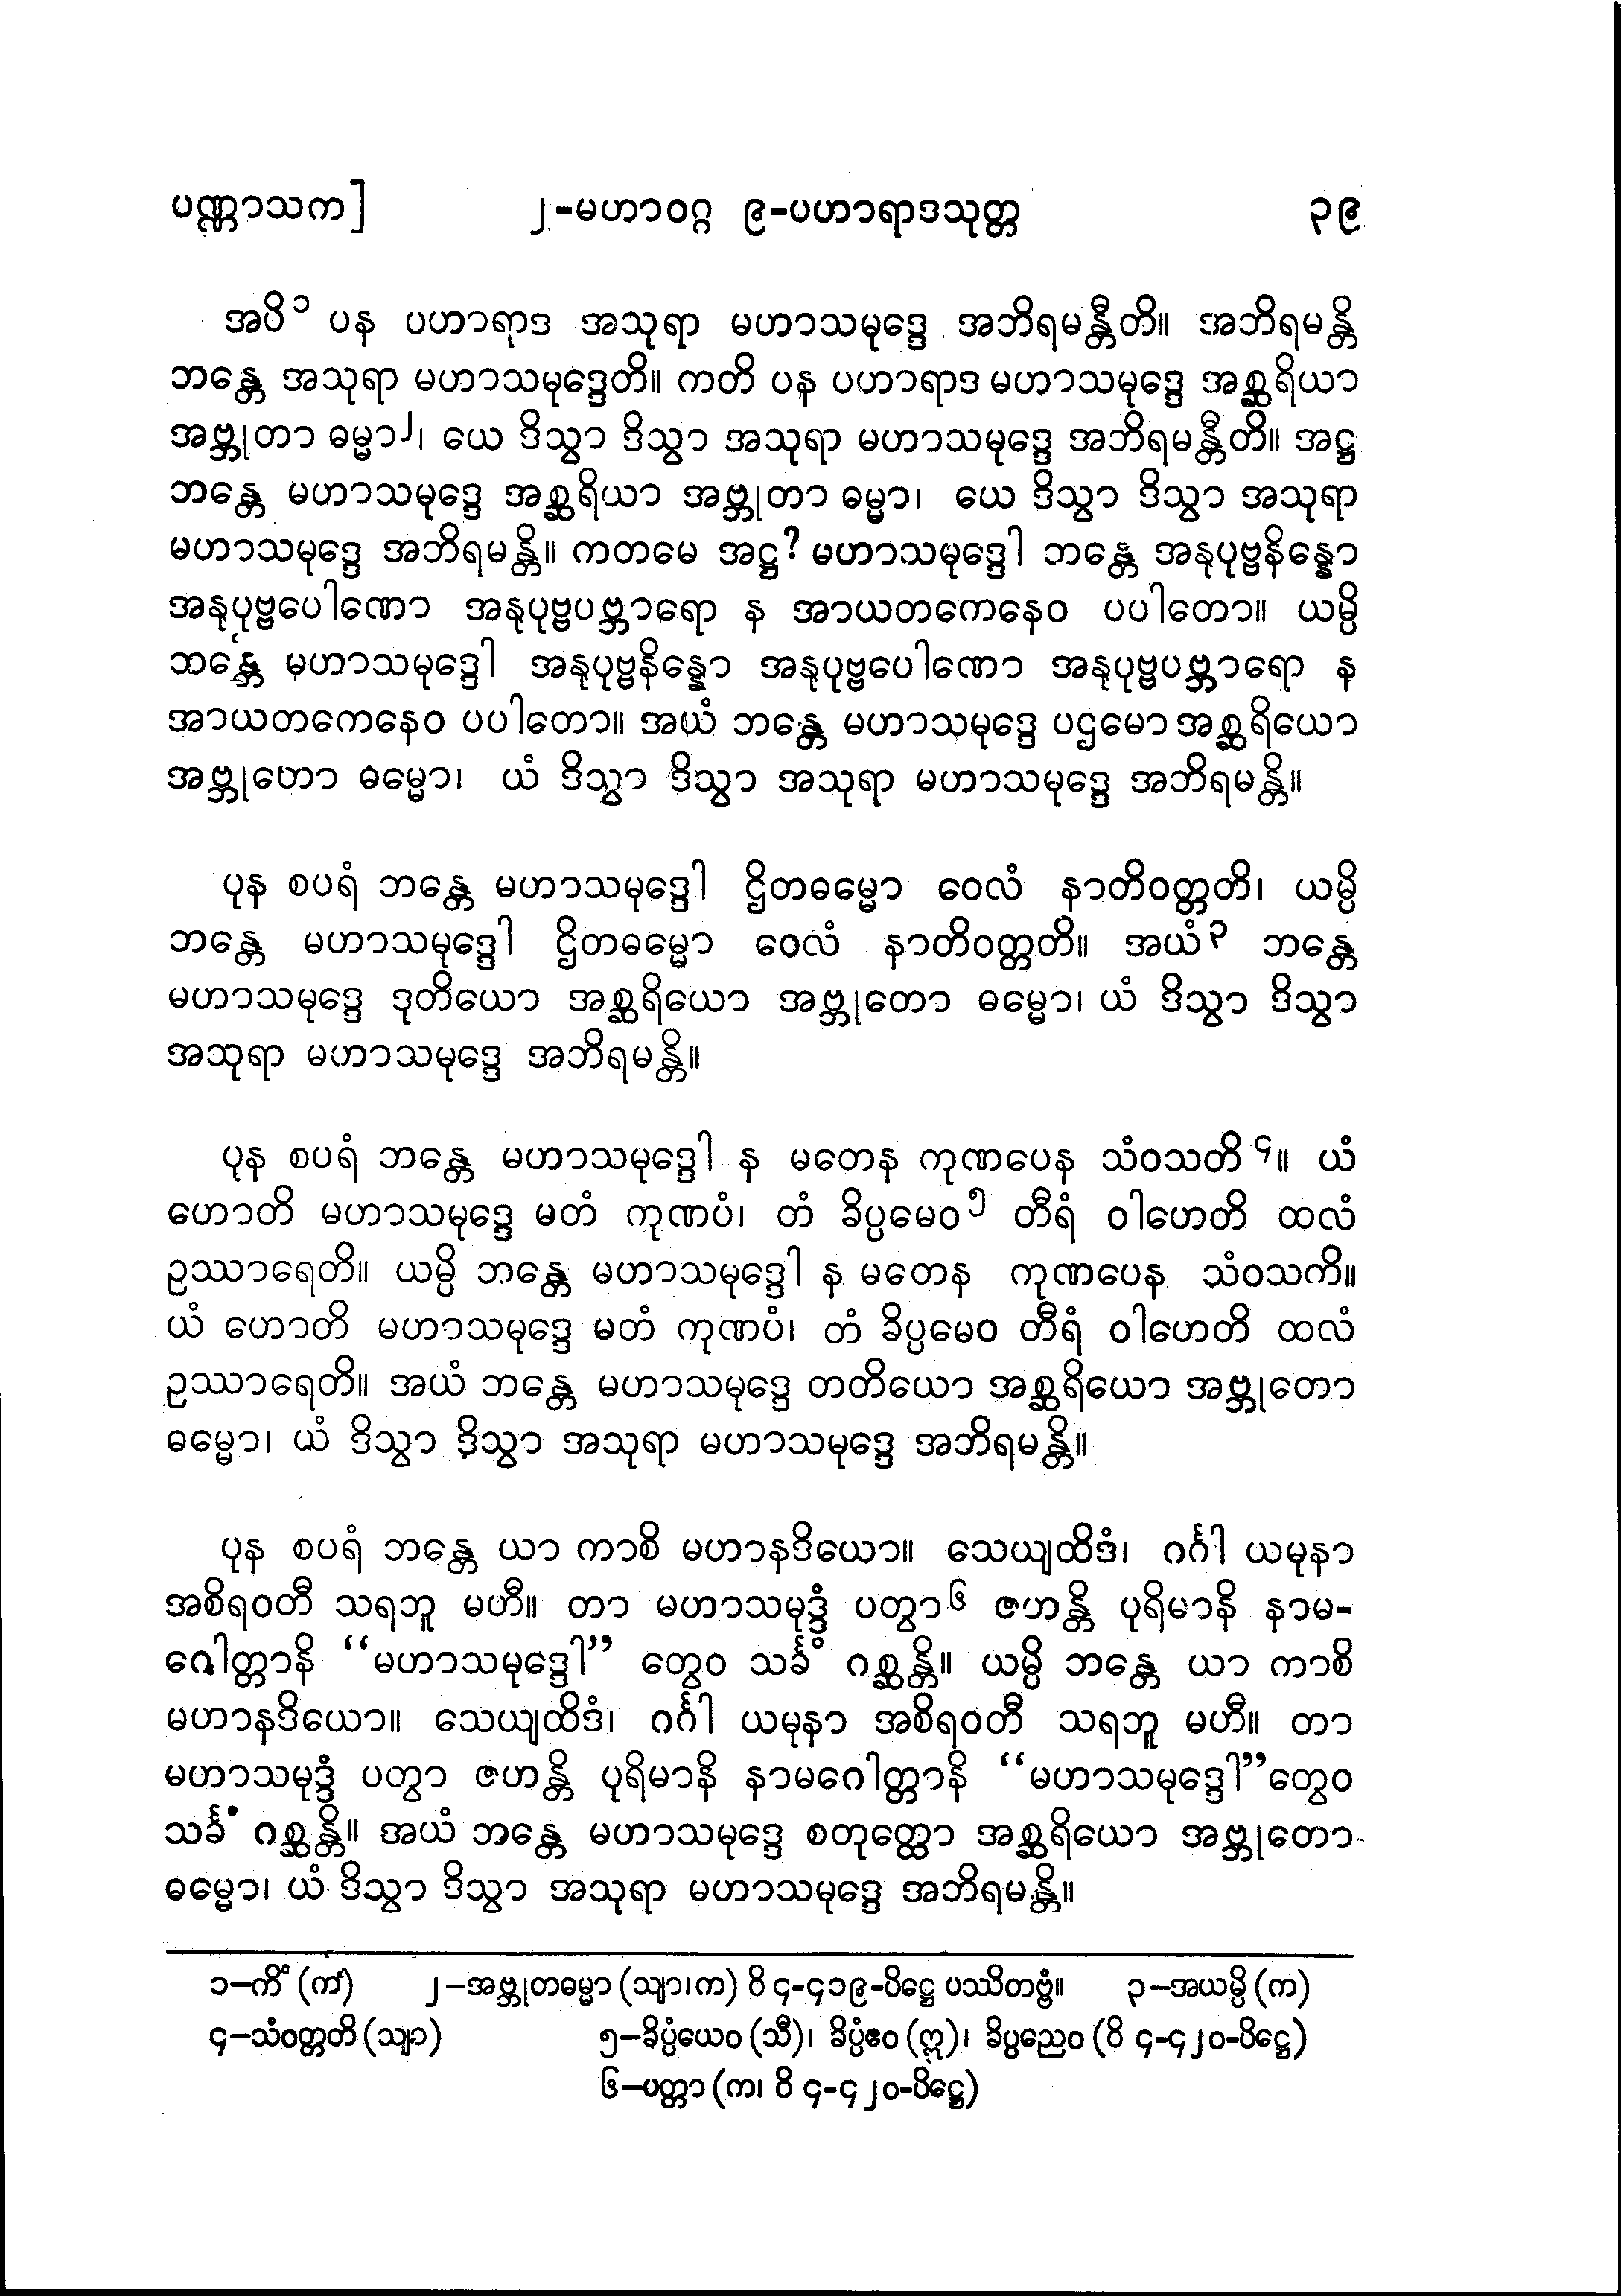 ပဏ္ဏာသက] ၂-မဟာဝဂ္ဂ ၉-ပဟာရာဒသုတ္တ ၃၉
အပိ၁ ပန ပဟာရာဒ အသုရာ မဟာသမုဒ္ဒေ အဘိရမန္တီတိ။ အဘိရမန္တိ
ဘန္တေ အသုရာ မဟာသမုဒ္ဒေတိ။ ကတိ ပန ပဟာရာဒ မဟာသမုဒ္ဒေ အစ္ဆရိယာ
အဗ္ဘုတာ ဓမ္မာ၂၊ ယေ ဒိသွာ ဒိသွာ အသုရာ မဟာသမုဒ္ဒေ အဘိရမန္တီတိ။ အဋ္ဌ
ဘန္တေ မဟာသမုဒ္ဒေ အစ္ဆရိယာ အဗ္ဘုတာ ဓမ္မာ၊ ယေ ဒိသွာ ဒိသွာ အသုရာ
မဟာသမုဒ္ဒေ အဘိရမန္တိ။ ကတမေ အဋ္ဌ? မဟာသမုဒ္ဒေါ ဘန္တေ အနုပုဗ္ဗနိန္နော
အနုပုဗ္ဗပေါဏော အနုပုဗ္ဗပဗ္ဘာရော န အာယတကေနေဝ ပပါတော။ ယမ္ပိ
ဘန္တေ မဟာသမုဒ္ဒေါ အနုပုဗ္ဗနိန္နော အနုပုဗ္ဗပေါဏော အနုပုဗ္ဗပဗ္ဘာရော န
အာယတကေနေဝ ပပါတော။ အယံ ဘန္တေ မဟာသမုဒ္ဒေ ပဌမော အစ္ဆရိယော
အဗ္ဘုတော ဓမ္မော၊ ယံ ဒိသွာ ဒိသွာ အသုရာ မဟာသမုဒ္ဒေ အဘိရမန္တိ။
ပုန စပရံ ဘန္တေ မဟာသမုဒ္ဒေါ ဌိတဓမ္မော ဝေလံ နာတိဝတ္တတိ၊ ယမ္ပိ
ဘန္တေ မဟာသမုဒ္ဒေါ ဌိတဓမ္မော ဝေလံ နာတိဝတ္တတိ။ အယံ၃ ဘန္တေ
မဟာသမုဒ္ဒေ ဒုတိယော အစ္ဆရိယော အဗ္ဘုတော ဓမ္မော၊ ယံ ဒိသွာ ဒိသွာ
အသုရာ မဟာသမုဒ္ဒေ အဘိရမန္တိ။
ပုန စပရံ ဘန္တေ မဟာသမုဒ္ဒေါ န မတေန ကုဏပေန သံဝသတိ၄။ ယံ
ဟောတိ မဟာသမုဒ္ဒေ မတံ ကုဏပံ၊ တံ ခိပ္ပမေဝ၅ တီရံ ဝါဟေတိ ထလံ
ဥဿာရေတိ။ ယမ္ပိ ဘန္တေ မဟာသမုဒ္ဒေါ န မတေန ကုဏပေန သံဝသကိ။
ယံ ဟောတိ မဟာသမုဒ္ဒေ မတံ ကုဏပံ၊ တံ ခိပ္ပမေဝ တီရံ ဝါဟေတိ ထလံ
ဥဿာရေတိ။ အယံ ဘန္တေ မဟာသမုဒ္ဒေ တတိယော အစ္ဆရိယော အဗ္ဘုတော
ဓမ္မော၊ ယံ ဒိသွာ ဒိသွာ အသုရာ မဟာသမုဒ္ဒေ အဘိရမန္တိ။
ပုန စပရံ ဘန္တေ ယာ ကာစိ မဟာနဒိယော။ သေယျထိဒံ၊ ဂင်္ဂါ ယမုနာ
အစိရဝတီ သရဘူ မဟီ။ တာ မဟာသမုဒ္ဒံ ပတွာ၆ ဇဟန္တိ ပုရိမာနိ နာမ-
ဂေါတ္တာနိ “မဟာသမုဒ္ဒေါ” တွေဝ သင်္ခံ ဂစ္ဆန္တိ။ ယမ္ပိ ဘန္တေ ယာ ကာစိ
မဟာနဒိယော။ သေယျထိဒံ၊ ဂင်္ဂါ ယမုနာ အစိရဝတီ သရဘူ မဟီ။ တာ
မဟာသမုဒ္ဒံ ပတွာ ဇဟန္တိ ပုရိမာနိ နာမဂေါတ္တာနိ “မဟာသမုဒ္ဒေါ”တွေဝ
သင်္ခံ ဂစ္ဆန္တိ။ အယံ ဘန္တေ မဟာသမုဒ္ဒေ စတုတ္ထော အစ္ဆရိယော အဗ္ဘုတော
ဓမ္မော၊ ယံ ဒိသွာ ဒိသွာ အသုရာ မဟာသမုဒ္ဒေ အဘိရမန္တိ။
၁-ကိံ (ကံ) ၂-အဗ္ဘုတဓမ္မာ (သျာ၊ က) ဝိ ၄-၄၁၉-ပိဋ္ဌေ ပဿိတဗ္ဗံ။ ၃-အယမ္ပိ (က)
၄-သံဝတ္တတိ (သျာ) ၅-ခိပ္ပံယေဝ (သီ)၊ ခိပ္ပံဧဝ (ဣ)၊ ခိပ္ပညေဝ (ဝိ ၄-၄၂၀-ပိဋ္ဌေ)
၆-ပတ္တာ (က၊ ဝိ ၄-၄၂၀-ပိဋ္ဌေ)